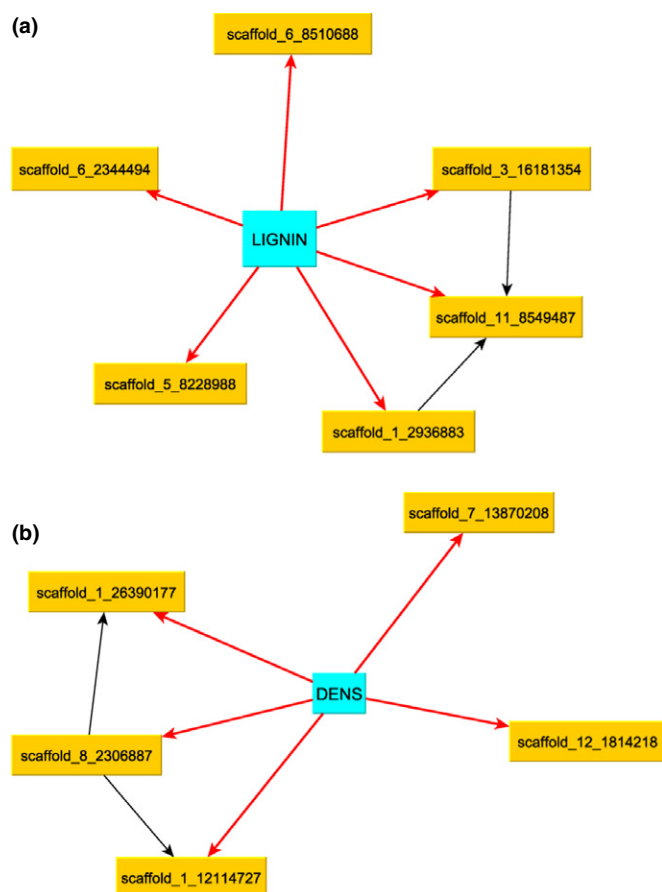 (a)
scaffold_6_8510688
scaffold_6_2344494
scaffold_3_16181354
LIGNIN
scaffold_11_8549487
scaffold_5_8228988
scaffold_1_2936883
(b)
scaffold_7_13870208
scaffold_1_26390177
DENS
scaffold_12_1814218
scaffold_8_2306887
scaffold_1_12114727